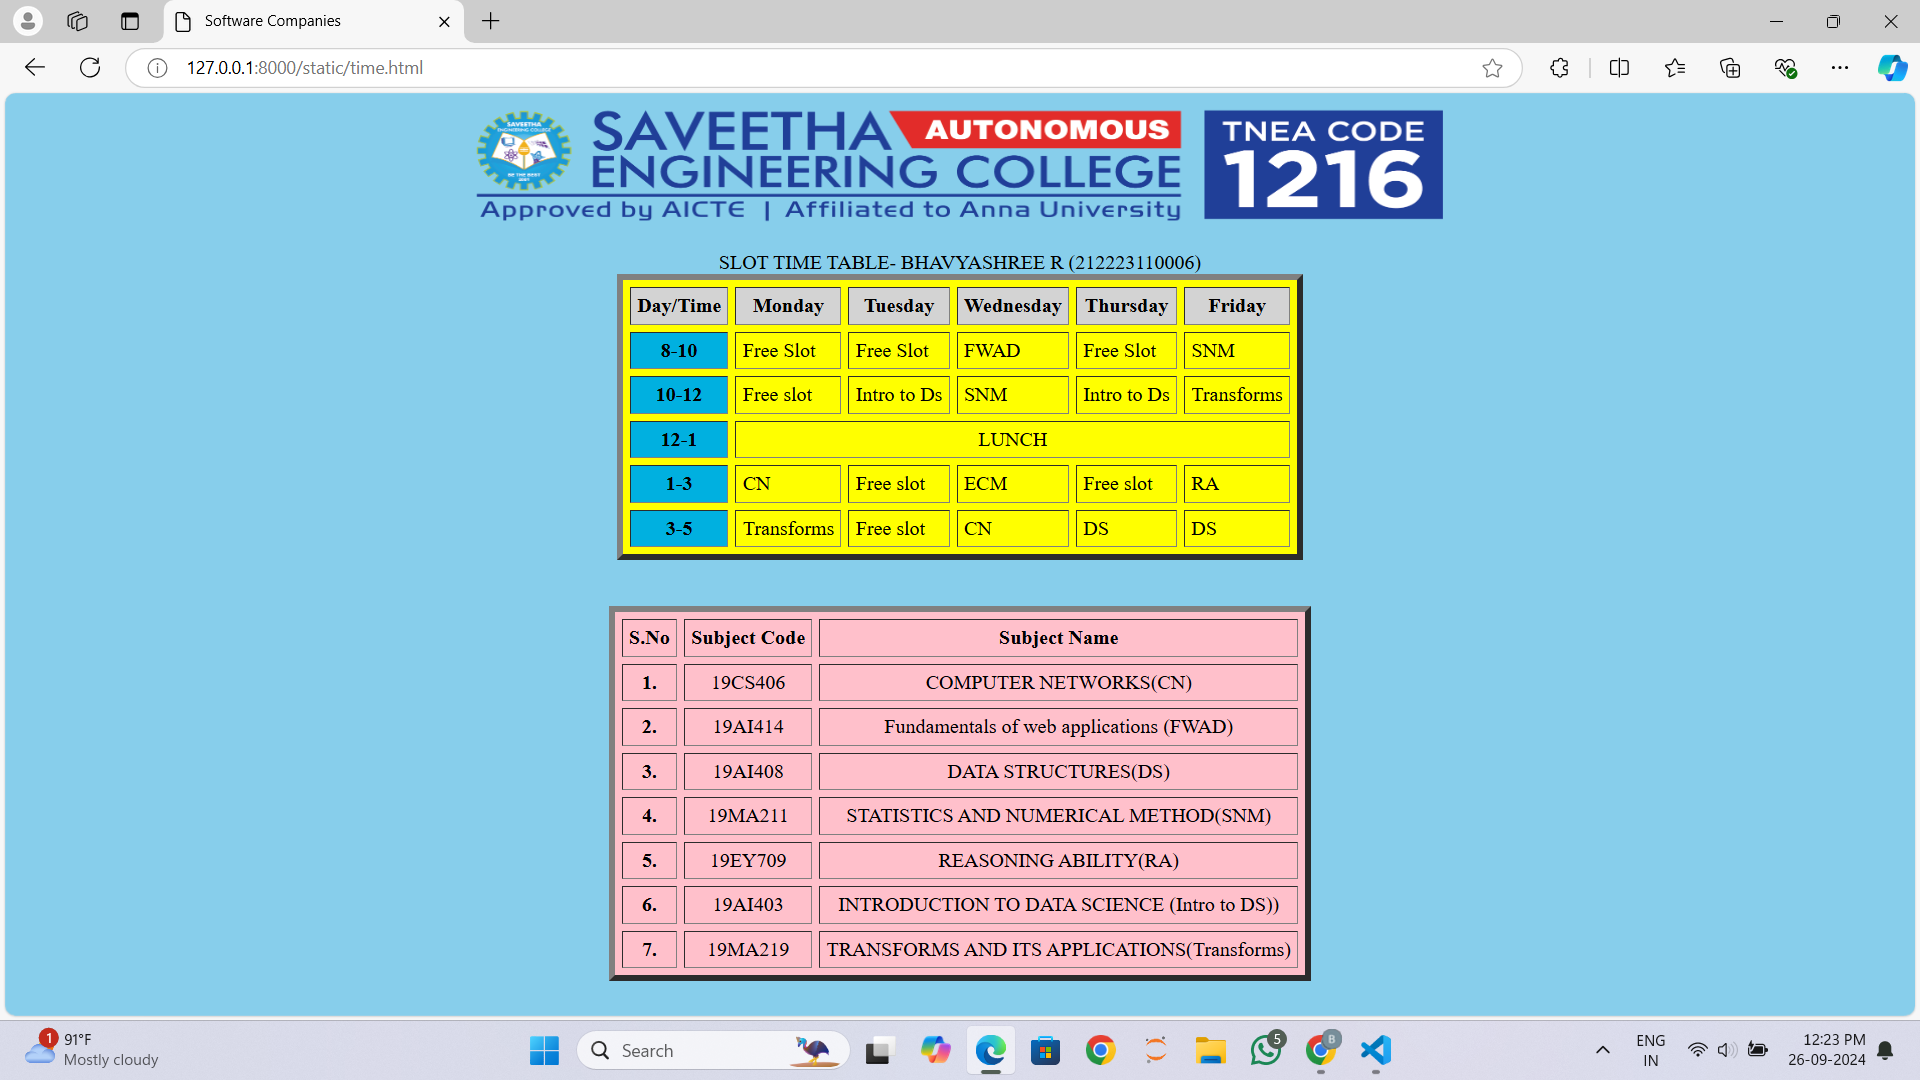 Software Companies
127.0.0.1:8000/static/time.html
SAVEETHA AUTONOMOUS
ENGINEERING COLLEGE
Approved by AICTE | Affiliated to Anna University
TNEA CODE
1216
SAVEETHA
ENGINEERING COLLEGE
BE THE BEST
SLOT TIME TABLE- BHAVYASHREE R (212223110006)
Day/Time Monday Tuesday Wednesday Thursday Friday
8-10 Free Slot Free Slot FWAD Free Slot SNM
10-12 Free slot Intro to Ds SNM Intro to Ds Transforms
12-1 LUNCH
1-3 CN Free slot ECM Free slot RA
3-5 Transforms Free slot CN DS DS
S.No Subject Code Subject Name
1. 19CS406 COMPUTER NETWORKS(CN)
2. 19AI414 Fundamentals of web applications (FWAD)
3. 19AI408 DATA STRUCTURES(DS)
4. 19MA211 STATISTICS AND NUMERICAL METHOD(SNM)
5. 19EY709 REASONING ABILITY(RA)
6. 19AI403 INTRODUCTION TO DATA SCIENCE (Intro to DS))
7. 19MA219 TRANSFORMS AND ITS APPLICATIONS(Transforms)
1
91°F
Mostly cloudy
Search
5
B
ENG
IN
12:23 PM
26-09-2024